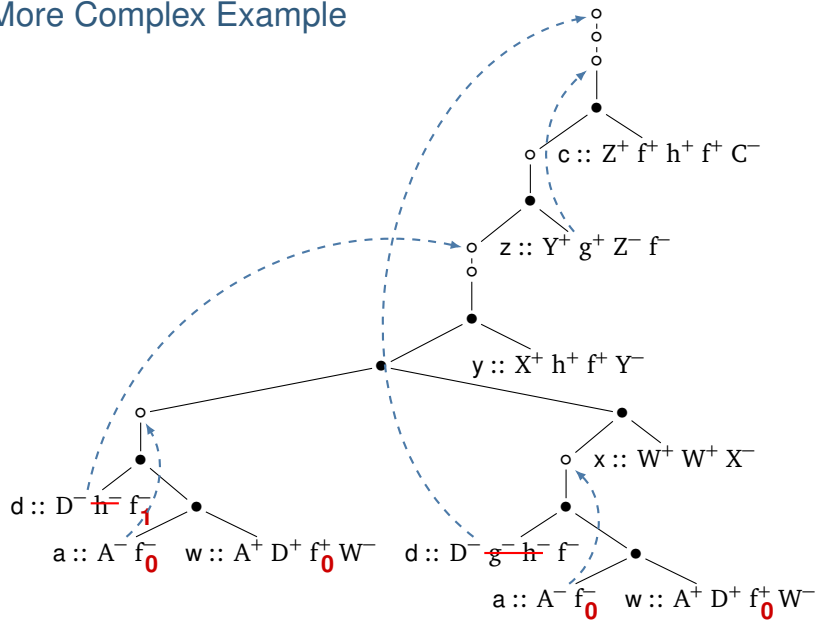 More Complex Example
c :: Z⁺ f⁺ h⁺ f⁺ C⁻
z :: Y⁺ g⁺ Z⁻ f⁻
y :: X⁺ h⁺ f⁺ Y⁻
x :: W⁺ W⁺ X⁻
d :: D⁻ h⁻ f⁻₁
a :: A⁻ f⁻₀ w :: A⁺ D⁺ f⁺₀ W⁻ d :: D⁻ g⁻ h⁻ f⁻
a :: A⁻ f⁻₀ w :: A⁺ D⁺ f⁺₀ W⁻